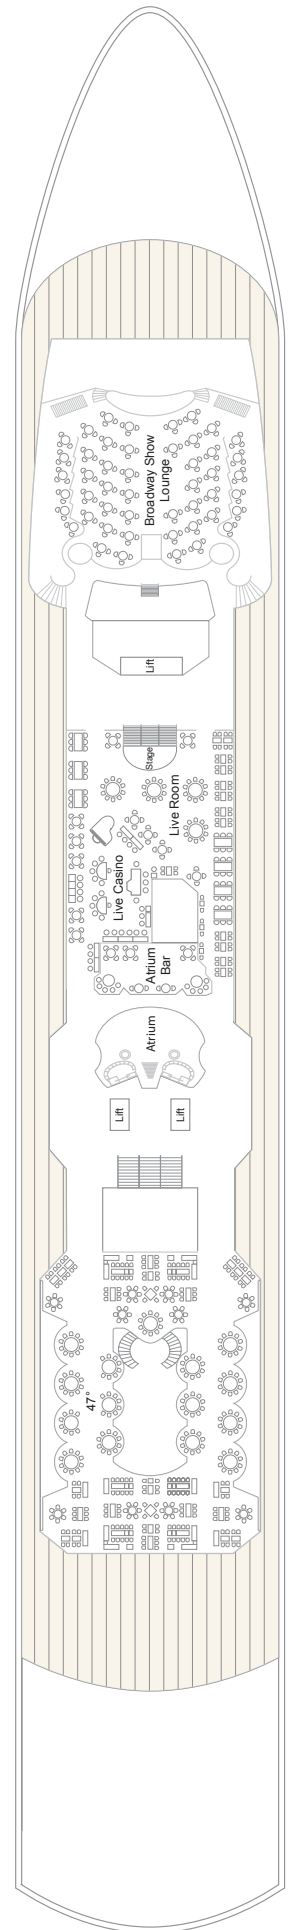 Broadway Show
Lounge
Lift
Stage
Live Room
Live Casino
Atrium
Bar
Atrium
Lift
Lift
47°